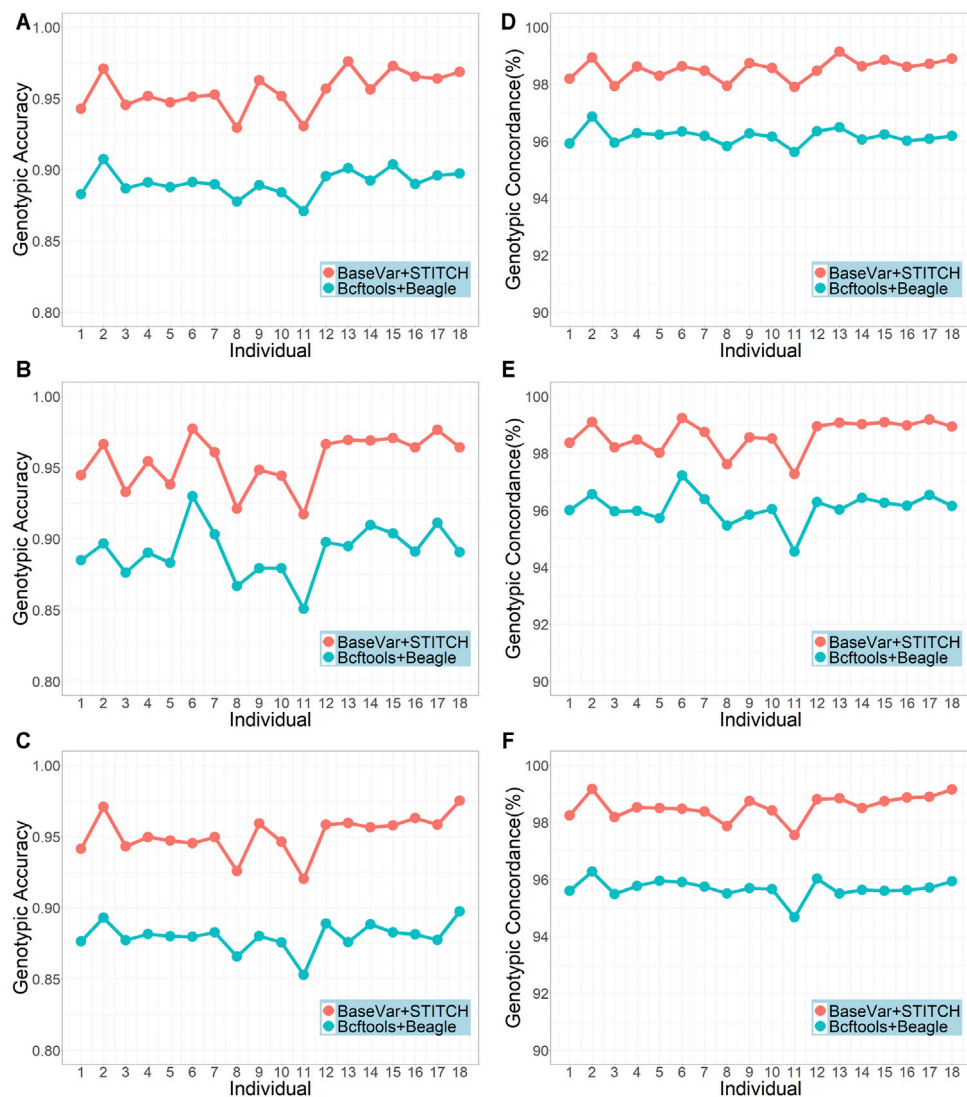 A
Genotypic Accuracy
1.00
0.95
0.90
0.85
0.80
BaseVar+STITCH
Bcftools+Beagle
1 2 3 4 5 6 7 8 9 10 11 12 13 14 15 16 17 18
Individual
D
Genotypic Concordance(%)
100
98
96
94
92
90
BaseVar+STITCH
Bcftools+Beagle
1 2 3 4 5 6 7 8 9 10 11 12 13 14 15 16 17 18
Individual
B
Genotypic Accuracy
1.00
0.95
0.90
0.85
0.80
BaseVar+STITCH
Bcftools+Beagle
1 2 3 4 5 6 7 8 9 10 11 12 13 14 15 16 17 18
Individual
E
Genotypic Concordance(%)
100
98
96
94
92
90
BaseVar+STITCH
Bcftools+Beagle
1 2 3 4 5 6 7 8 9 10 11 12 13 14 15 16 17 18
Individual
C
Genotypic Accuracy
1.00
0.95
0.90
0.85
0.80
BaseVar+STITCH
Bcftools+Beagle
1 2 3 4 5 6 7 8 9 10 11 12 13 14 15 16 17 18
Individual
F
Genotypic Concordance(%)
100
98
96
94
92
90
BaseVar+STITCH
Bcftools+Beagle
1 2 3 4 5 6 7 8 9 10 11 12 13 14 15 16 17 18
Individual